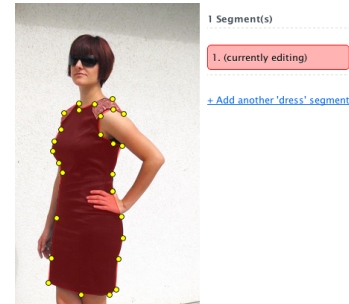 1 Segment(s)
1. (currently editing)
+ Add another 'dress' segment